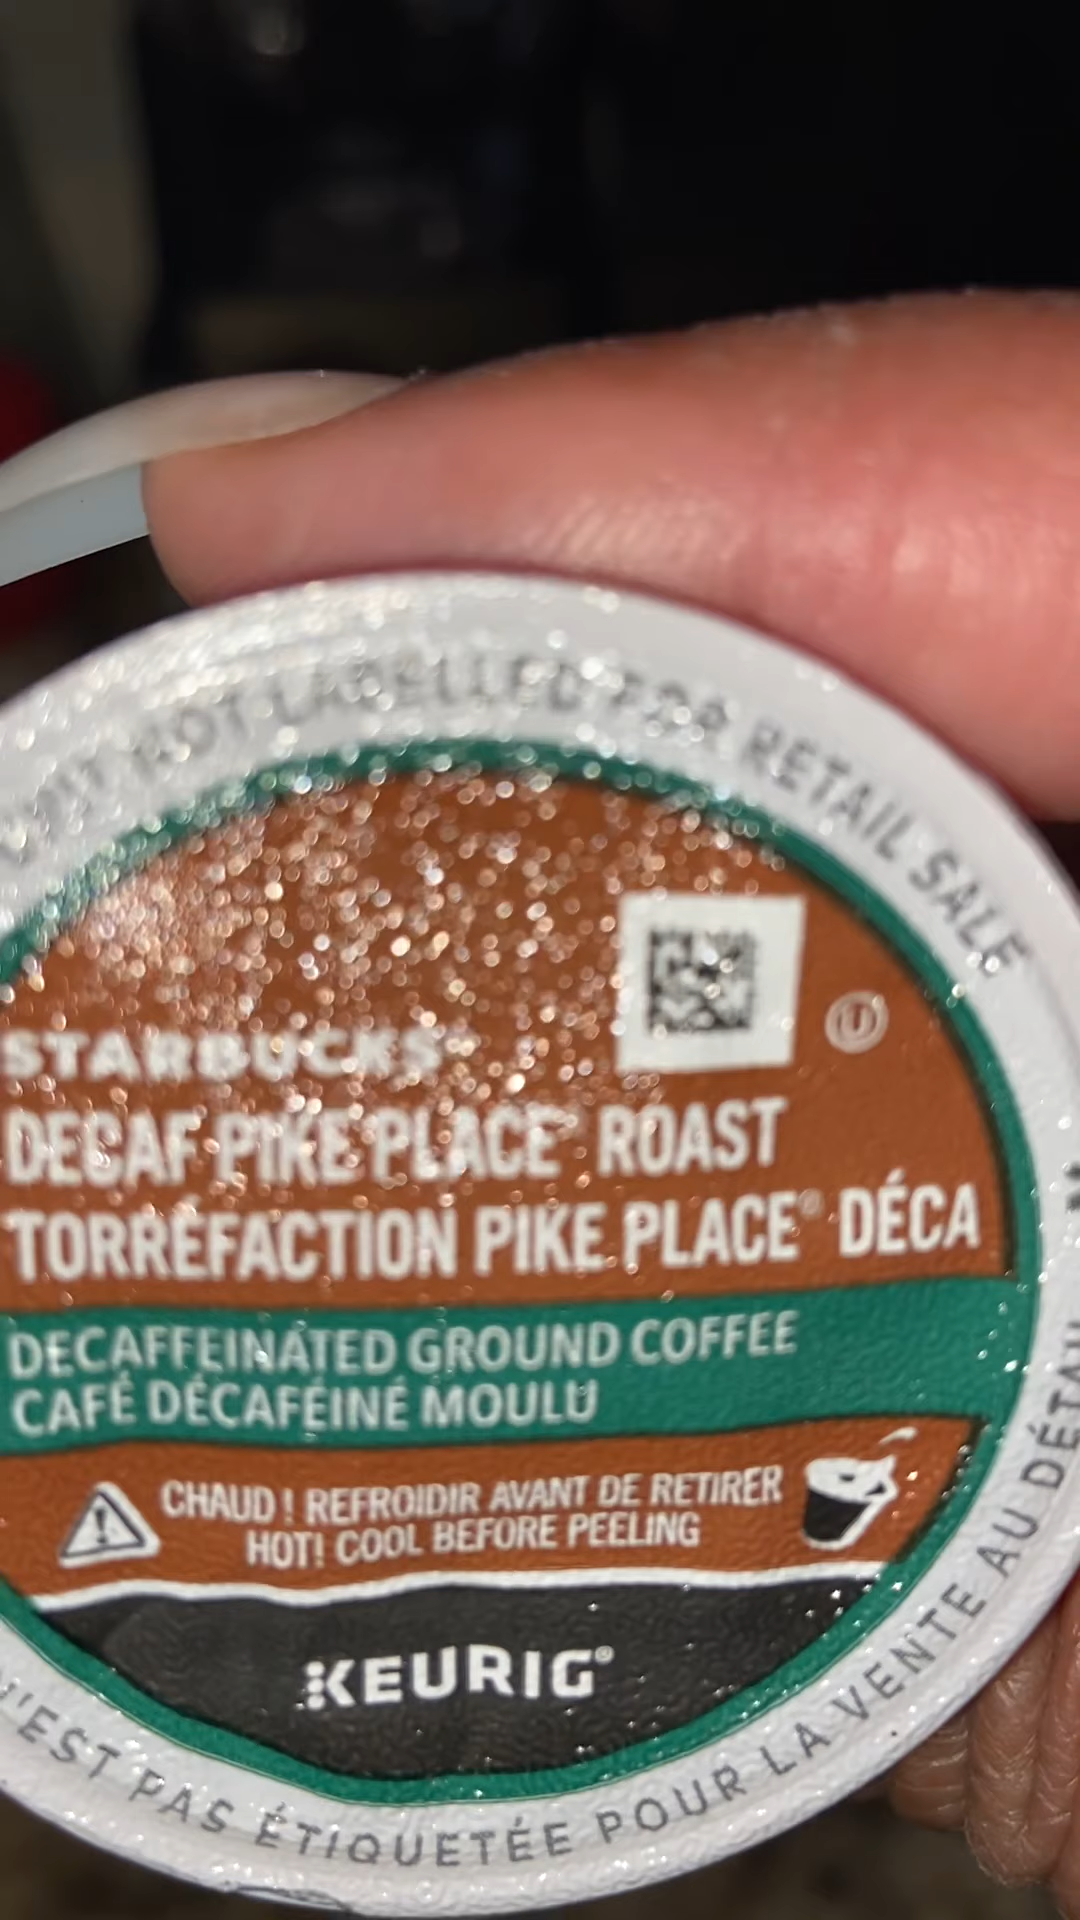 UNIT NOT LABELLED FOR RETAIL SALE
STARBUCKS
U
DECAF PIKE PLACE® ROAST
TORRÉFACTION PIKE PLACE® DÉCA
DECAFFEINATED GROUND COFFEE
CAFÉ DÉCAFÉINÉ MOULU
CHAUD ! REFROIDIR AVANT DE RETIRER
HOT! COOL BEFORE PEELING
KEURIG®
N'EST PAS ÉTIQUETÉE POUR LA VENTE AU DÉTAIL